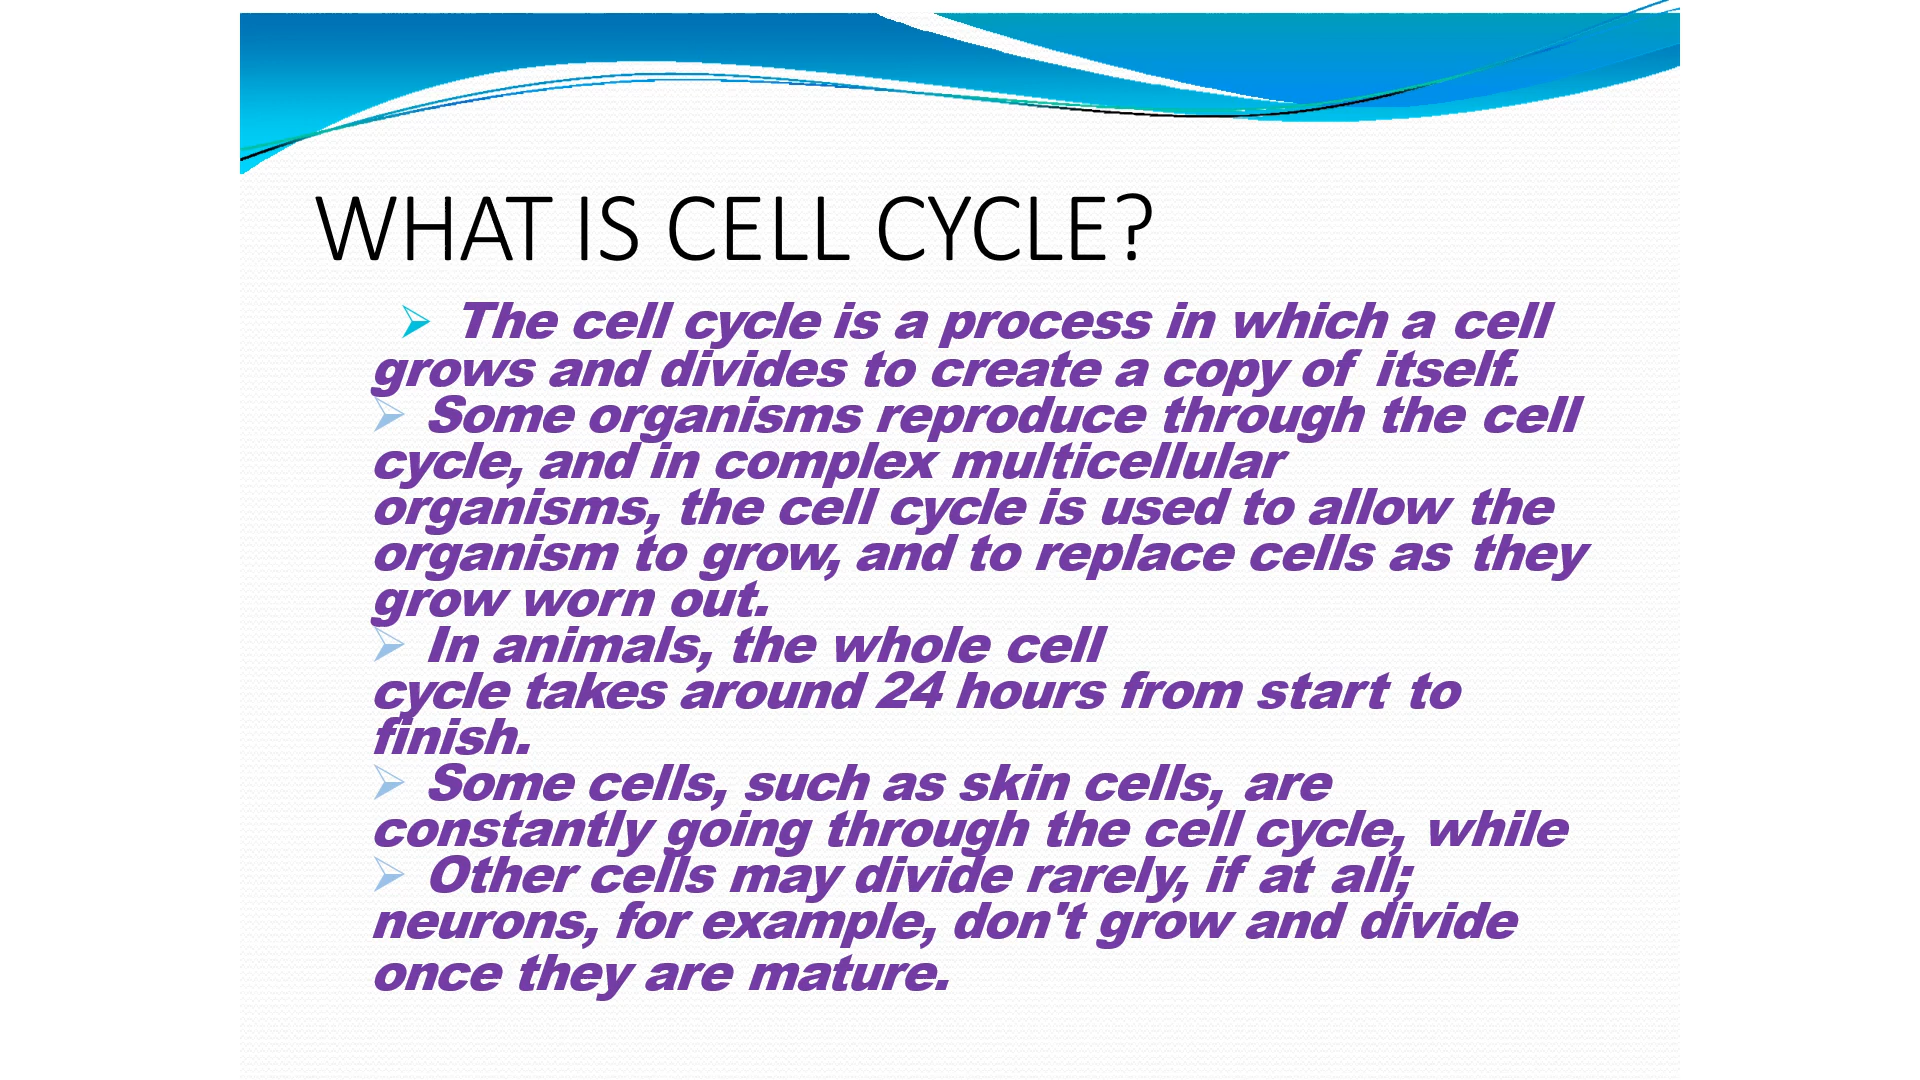 WHAT IS CELL CYCLE?
➢ The cell cycle is a process in which a cell
grows and divides to create a copy of itself.
➢ Some organisms reproduce through the cell
cycle, and in complex multicellular
organisms, the cell cycle is used to allow the
organism to grow, and to replace cells as they
grow worn out.
➢ In animals, the whole cell
cycle takes around 24 hours from start to
finish.
➢ Some cells, such as skin cells, are
constantly going through the cell cycle, while
➢ Other cells may divide rarely, if at all;
neurons, for example, don't grow and divide
once they are mature.